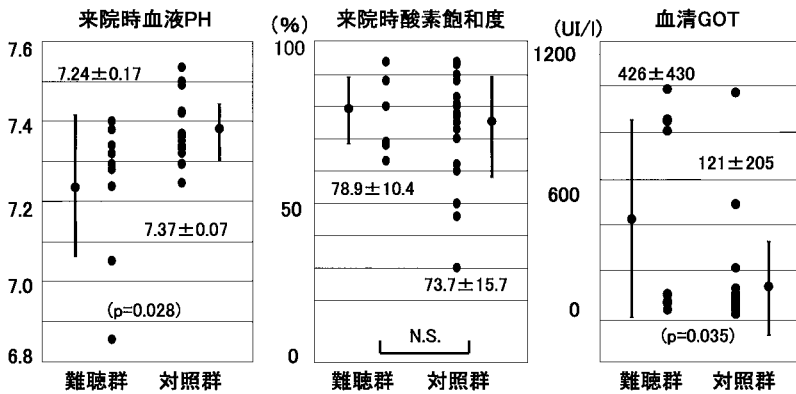 来院時血液PH
7.6
7.4
7.2
7.0
6.8
7.24±0.17
7.37±0.07
(p=0.028)
難聴群 対照群
来院時酸素飽和度
(%)
100
50
0
78.9±10.4
73.7±15.7
N.S.
難聴群 対照群
血清GOT
(UI/l)
1200
600
0
426±430
121±205
(p=0.035)
難聴群 対照群